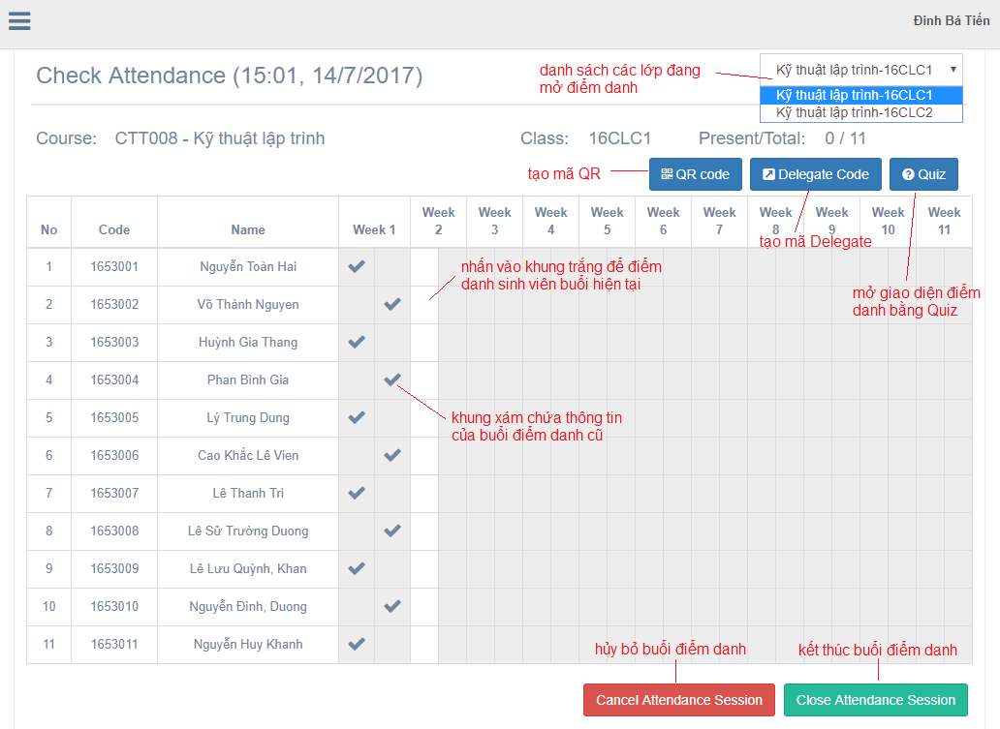 Đinh Bá Tiến
Check Attendance (15:01, 14/7/2017)
danh sách các lớp đang
mở điểm danh
Kỹ thuật lập trình-16CLC1
Kỹ thuật lập trình-16CLC1
Kỹ thuật lập trình-16CLC2
Course: CTT008 - Kỹ thuật lập trình Class: 16CLC1 Present/Total: 0 / 11
tạo mã QR
QR code Delegate Code Quiz
No Code Name Week 1 Week 2 Week 3 Week 4 Week 5 Week 6 Week 7 Week 8 Week 9 Week 10 Week 11
tạo mã Delegate
1 1653001 Nguyễn Toàn Hai
nhấn vào khung trắng để điểm
danh sinh viên buổi hiện tại
mở giao diện điểm
danh bằng Quiz
2 1653002 Võ Thành Nguyen
3 1653003 Huỳnh Gia Thang
4 1653004 Phan Bình Gia
khung xám chứa thông tin
của buổi điểm danh cũ
5 1653005 Lý Trung Dung
6 1653006 Cao Khắc Lê Vien
7 1653007 Lê Thanh Tri
8 1653008 Lê Sử Trường Duong
9 1653009 Lê Lưu Quỳnh, Khan
10 1653010 Nguyễn Đình, Duong
11 1653011 Nguyễn Huy Khanh
hủy bỏ buổi điểm danh
kết thúc buổi điểm danh
Cancel Attendance Session Close Attendance Session